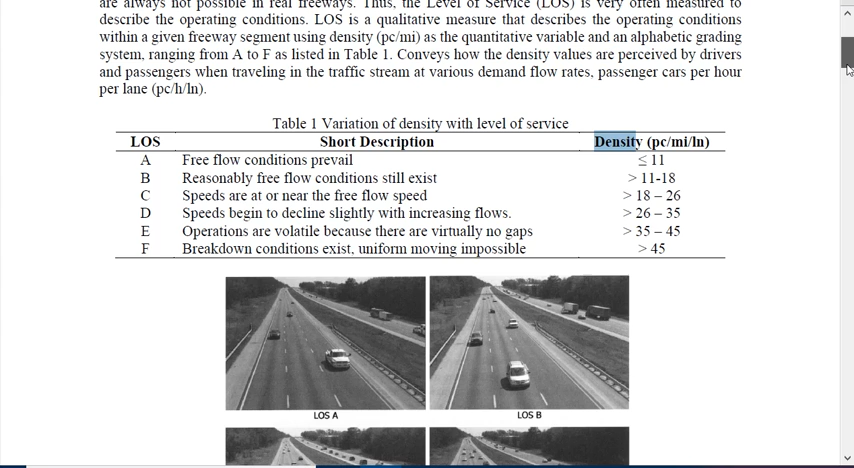 are always not possible in real freeways. Thus, the Level of Service (LOS) is very often measured to
describe the operating conditions. LOS is a qualitative measure that describes the operating conditions
within a given freeway segment using density (pc/mi) as the quantitative variable and an alphabetic grading
system, ranging from A to F as listed in Table 1. Conveys how the density values are perceived by drivers
and passengers when traveling in the traffic stream at various demand flow rates, passenger cars per hour
per lane (pc/h/ln).
Table 1 Variation of density with level of service
LOS Short Description Density (pc/mi/ln)
A Free flow conditions prevail ≤ 11
B Reasonably free flow conditions still exist > 11-18
C Speeds are at or near the free flow speed > 18 – 26
D Speeds begin to decline slightly with increasing flows. > 26 – 35
E Operations are volatile because there are virtually no gaps > 35 – 45
F Breakdown conditions exist, uniform moving impossible > 45
LOS A LOS B